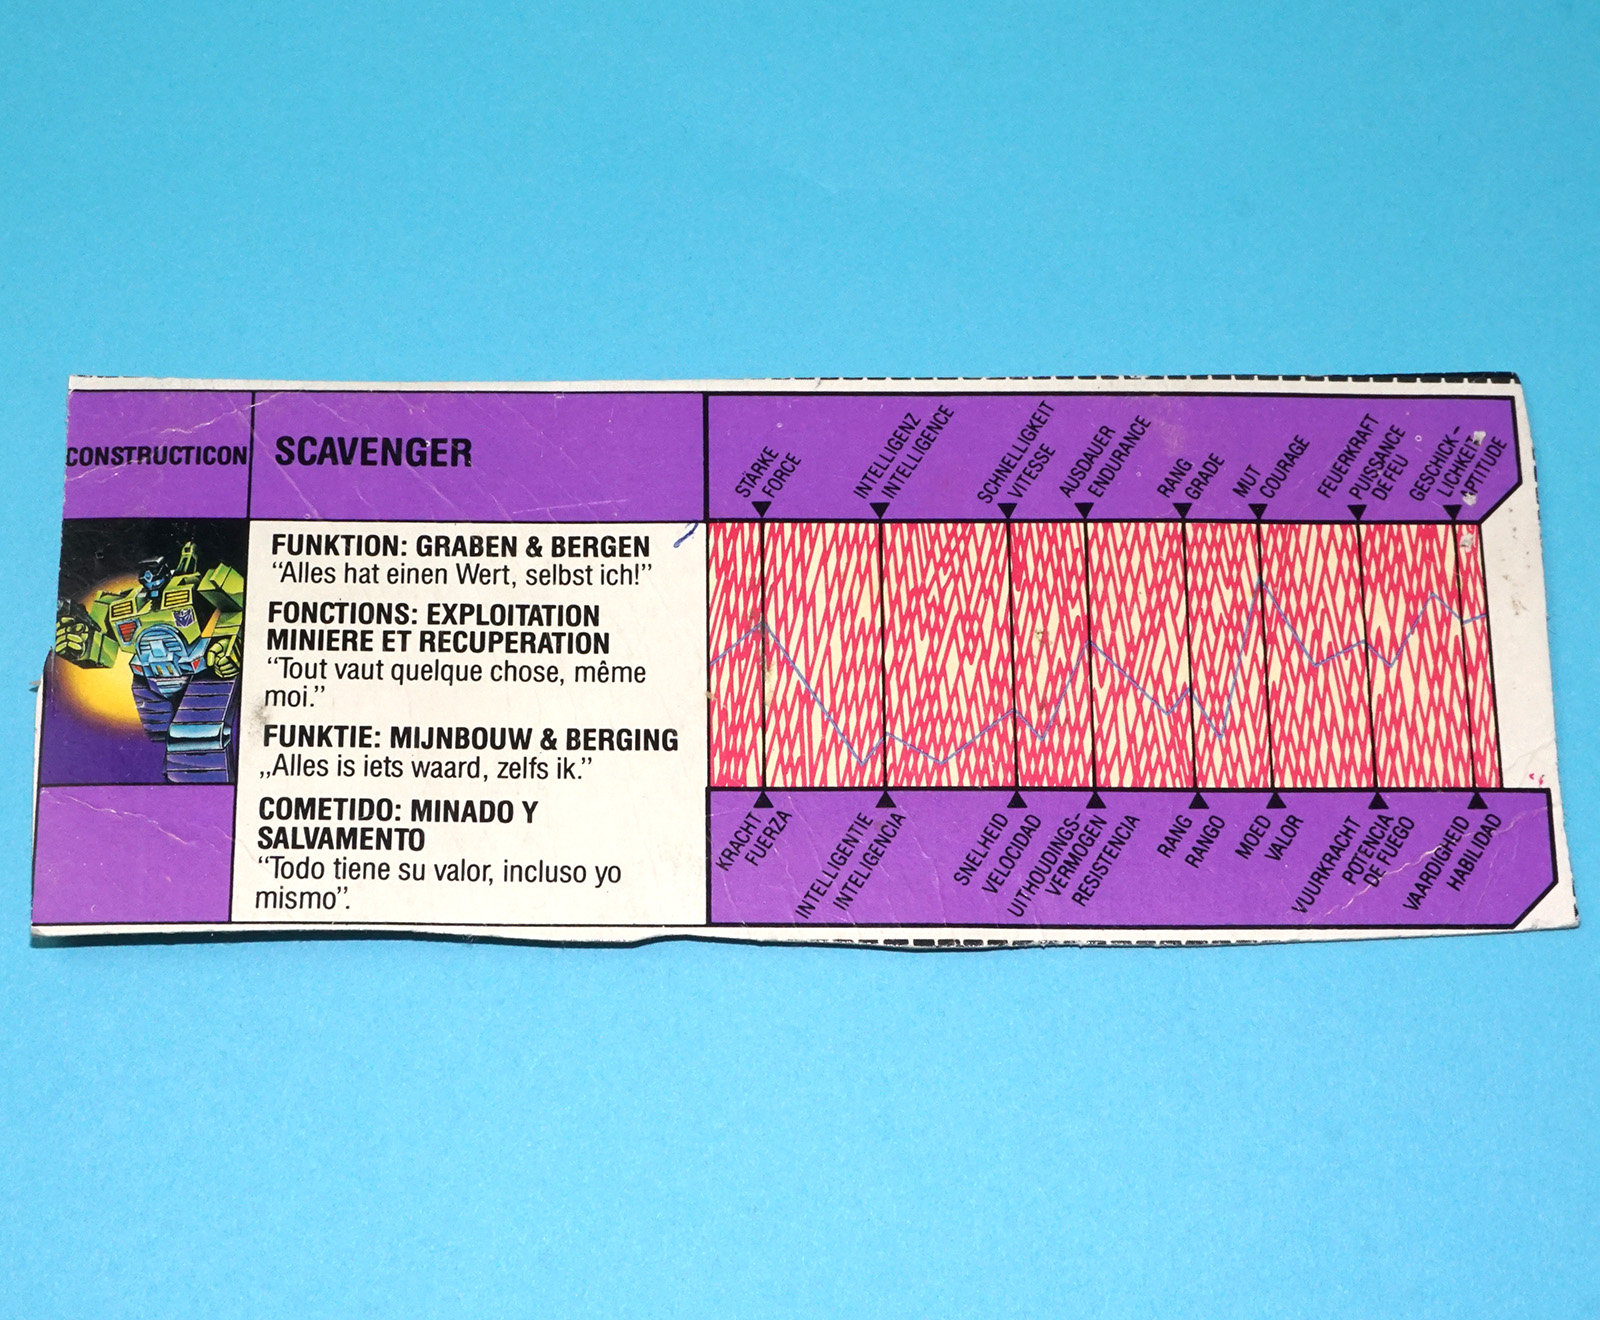 CONSTRUCTICON
SCAVENGER
FUNKTION: GRABEN & BERGEN
“Alles hat einen Wert, selbst ich!”
FONCTIONS: EXPLOITATION
MINIERE ET RECUPERATION
“Tout vaut quelque chose, même
moi.”
FUNKTIE: MIJNBOUW & BERGING
„Alles is iets waard, zelfs ik.”
COMETIDO: MINADO Y
SALVAMENTO
“Todo tiene su valor, incluso yo
mismo”.
STÄRKE
FORCE
INTELLIGENZ
INTELLIGENCE
SCHNELLIGKEIT
VITESSE
AUSDAUER
ENDURANCE
RANG
GRADE
MUT
COURAGE
FEUERKRAFT
PUISSANCE
DE FEU
GESCHICK-
LICHKEIT
APTITUDE
KRACHT
FUERZA
INTELLIGENTIE
INTELIGENCIA
SNELHEID
VELOCIDAD
UITHOUDINGS-
VERMOGEN
RESISTENCIA
RANG
RANGO
MOED
VALOR
VUURKRACHT
POTENCIA
DE FUEGO
VAARDIGHEID
HABILIDAD